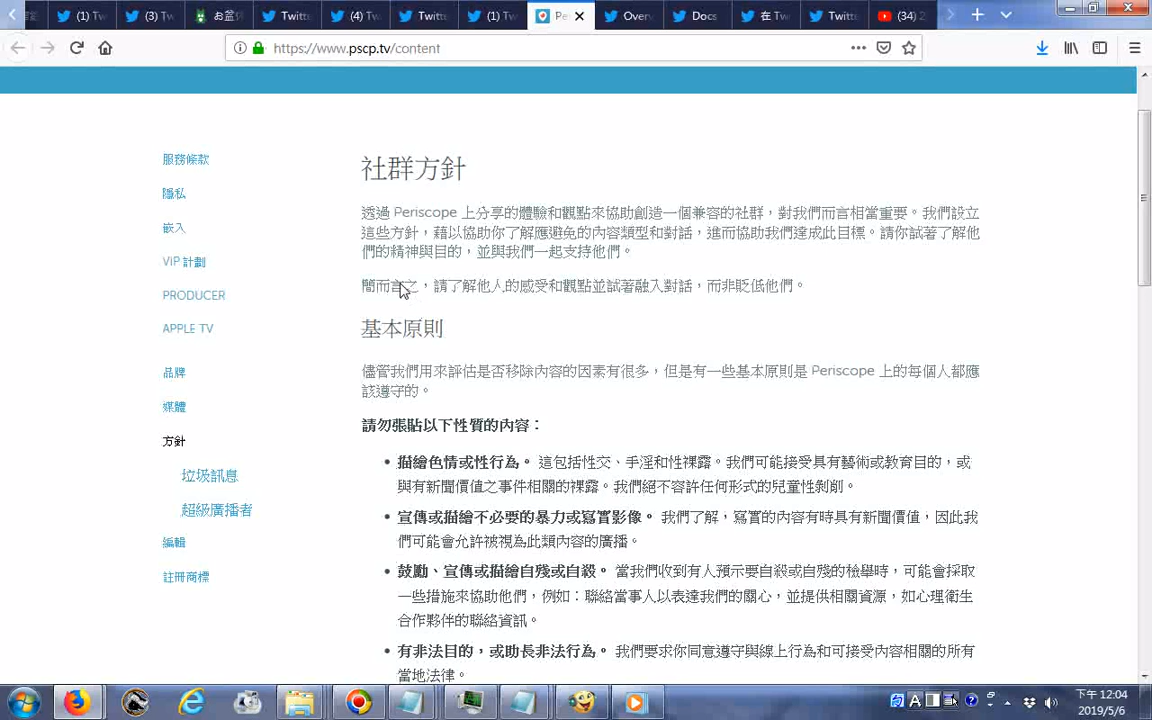 (1) Tw
(3) Tw
お盆
Twitte
(4) Tw
Twitte
(1) Tw
Pe
Over
Docs
在 Tw
Twitte
(34) 2
https://www.pscp.tv/content
服務條款
隱私
嵌入
VIP 計劃
PRODUCER
APPLE TV
品牌
媒體
方針
垃圾訊息
超級廣播者
編輯
註冊商標
社群方針
透過 Periscope 上分享的體驗和觀點來協助創造一個兼容的社群，對我們而言相當重要。我們設立
這些方針，藉以協助你了解應避免的內容類型和對話，進而協助我們達成此目標。請你試著了解他
們的精神與目的，並與我們一起支持他們。
簡而言之，請了解他人的感受和觀點並試著融入對話，而非貶低他們。
基本原則
儘管我們用來評估是否移除內容的因素有很多，但是有一些基本原則是 Periscope 上的每個人都應
該遵守的。
請勿張貼以下性質的內容：
• 描繪色情或性行為。 這包括性交、手淫和性裸露。我們可能接受具有藝術或教育目的，或
與有新聞價值之事件相關的裸露。我們絕不容許任何形式的兒童性剝削。
• 宣傳或描繪不必要的暴力或寫實影像。 我們了解，寫實的內容有時具有新聞價值，因此我
們可能會允許被視為此類內容的廣播。
• 鼓勵、宣傳或描繪自殘或自殺。 當我們收到有人預示要自殺或自殘的檢舉時，可能會採取
一些措施來協助他們，例如：聯絡當事人以表達我們的關心，並提供相關資源，如心理衛生
合作夥伴的聯絡資訊。
• 有非法目的，或助長非法行為。 我們要求你同意遵守與線上行為和可接受內容相關的所有
當地法律。
A
下午 12:04
2019/5/6